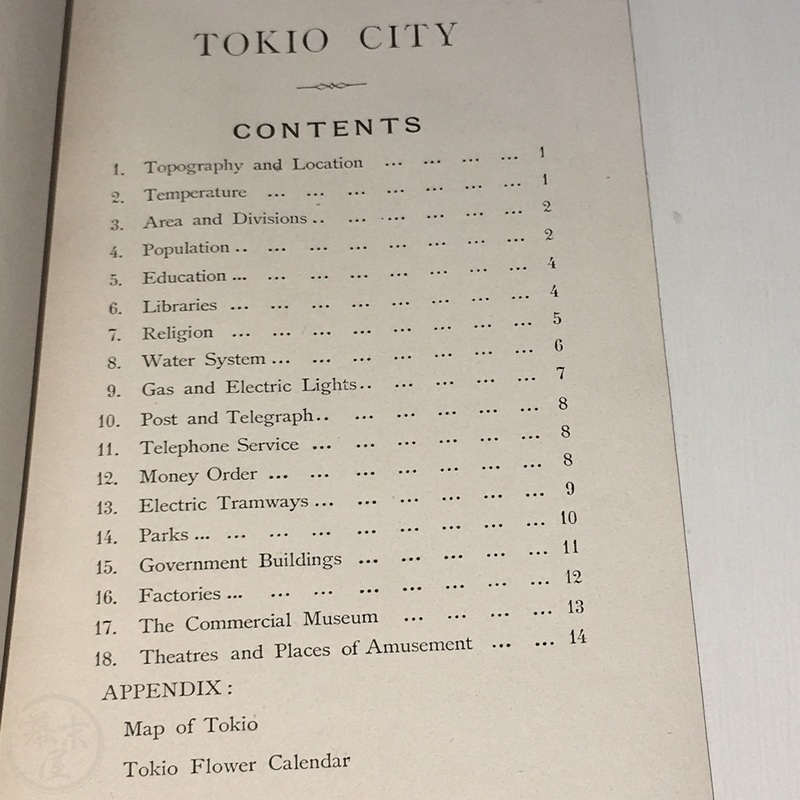 TOKIO CITY
CONTENTS
1. Topography and Location ... ... ... ... 1
2. Temperature ... ... ... ... ... ... ... 1
3. Area and Divisions .. ... ... ... ... ... 2
4. Population .. ... ... ... ... ... ... ... 2
5. Education ... ... ... ... ... ... ... ... 4
6. Libraries ... ... ... ... ... ... ... ... 4
7. Religion ... ... ... ... ... ... ... ... 5
8. Water System ... ... ... ... ... ... ... 6
9. Gas and Electric Lights.. ... ... ... ... 7
10. Post and Telegraph.. ... ... ... ... ... 8
11. Telephone Service ... ... ... ... ... ... 8
12. Money Order ... ... ... ... ... ... ... 8
13. Electric Tramways ... ... ... ... ... ... 9
14. Parks ... ... ... ... ... ... ... ... ... 10
15. Government Buildings ... ... ... ... ... 11
16. Factories ... ... ... ... ... ... ... ... 12
17. The Commercial Museum ... ... ... ... 13
18. Theatres and Places of Amusement ... ... 14
APPENDIX :
Map of Tokio
Tokio Flower Calendar
幕末屋